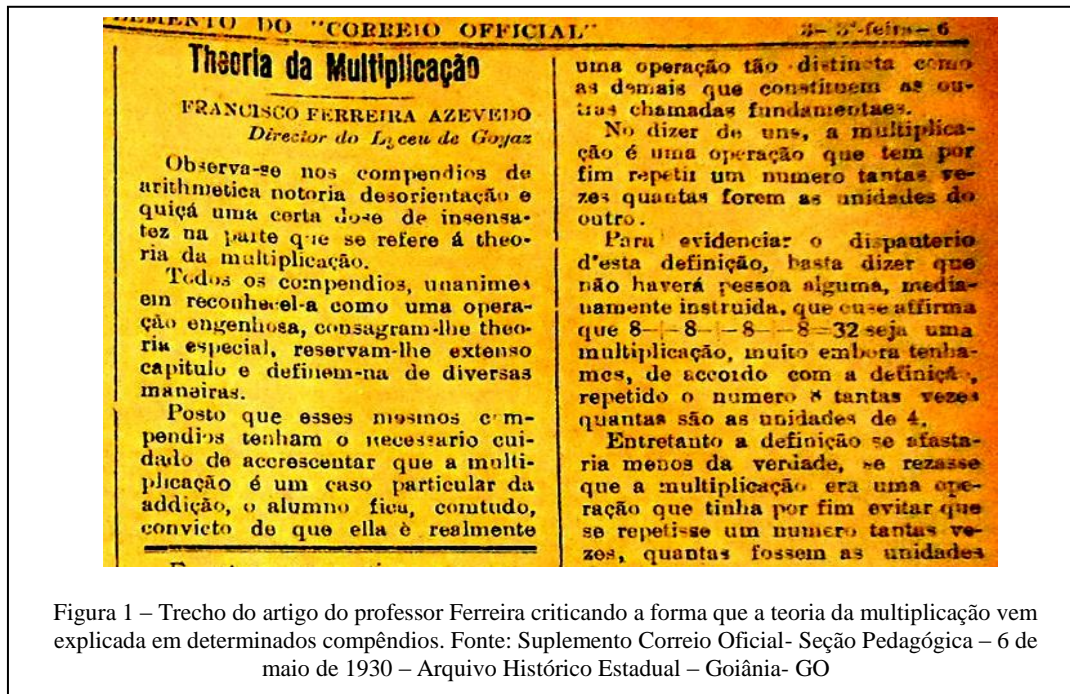 LEMENTO DO "CORREIO OFFICIAL" 3- 3ª-feira- 6
Theoria da Multiplicação
FRANCISCO FERREIRA AZEVEDO
Director do Lyceu de Goyaz
Observa-se nos compendios de
arithmetica notoria desorientação e
quiçá uma certa dose de insensa-
tez na parte que se refere á theo-
ria da multiplicação.
Todos os compendios, unanimes
em reconhecel-a como uma opera-
ção engenhosa, consagram-lhe theo-
ria especial, reservam-lhe extenso
capitulo e definem-na de diversas
maneiras.
Posto que esses mesmos com-
pendios tenham o necessario cui-
dado de accrescentar que a multi-
plicação é um caso particular da
addição, o alumno fica, comtudo,
convicto de que ella è realmente
uma operação tão distincta como
as demais que constituem as ou-
tras chamadas fundamentaes.
No dizer de uns, a multiplica-
ção é uma operação que tem por
fim repetir um numero tantas ve-
zes quantas forem as unidades do
outro.
Para evidenciar o dispauterio
d'esta definição, basta dizer que
não haverá pessoa alguma, media-
namente instruida, que ouse affirma
que 8-|-8-|-8-|-8=32 seja uma
multiplicação, muito embora tenha-
mos, de accordo com a definição,
repetido o numero 8 tantas vezes
quantas são as unidades de 4.
Entretanto a definição se afasta-
ria menos da verdade, se rezasse
que a multiplicação era uma ope-
ração que tinha por fim evitar que
se repetisse um numero tantas ve-
zes, quantas fossem as unidades
Figura 1 – Trecho do artigo do professor Ferreira criticando a forma que a teoria da multiplicação vem
explicada em determinados compêndios. Fonte: Suplemento Correio Oficial- Seção Pedagógica – 6 de
maio de 1930 – Arquivo Histórico Estadual – Goiânia- GO